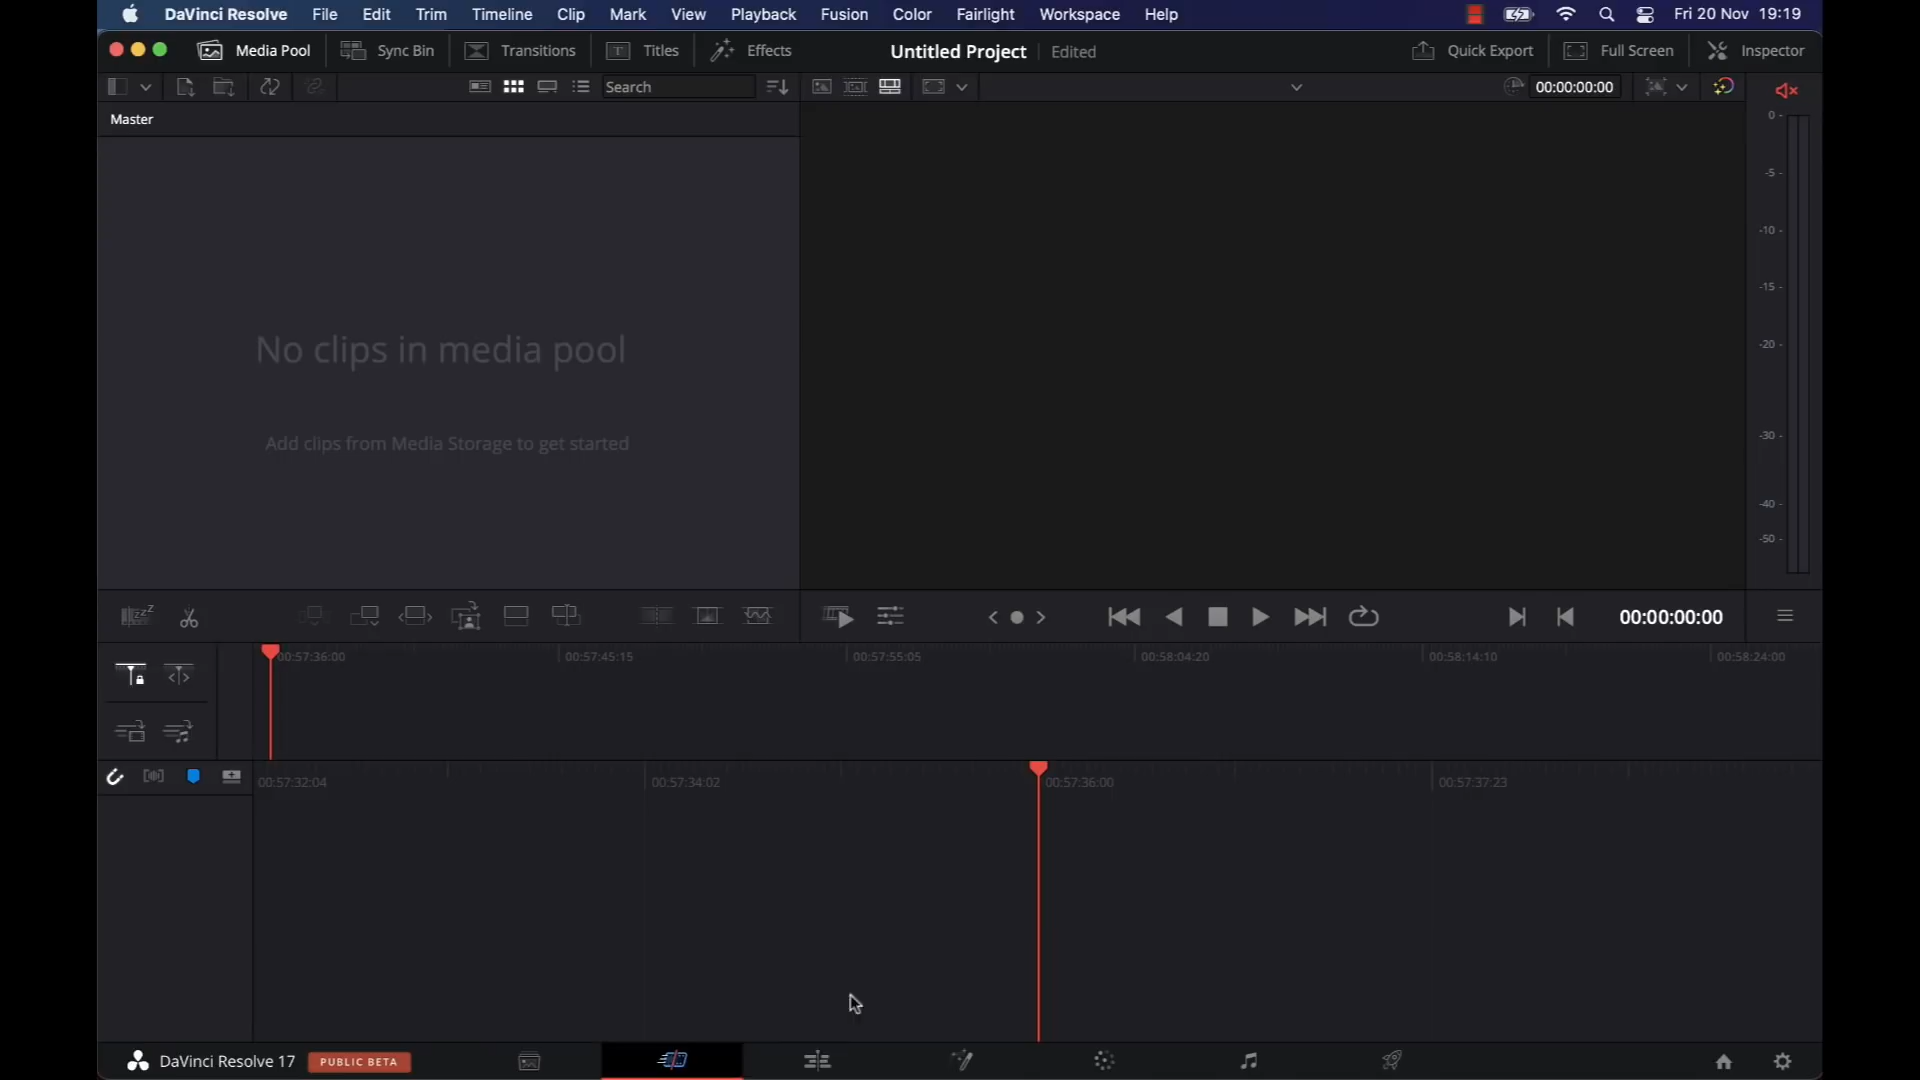 DaVinci Resolve File Edit Trim Timeline Clip Mark View Playback Fusion Color Fairlight Workspace Help Fri 20 Nov 19:19
Media Pool Sync Bin Transitions Titles Effects Untitled Project Edited Quick Export Full Screen Inspector
Search 00:00:00:00
Master
0
-5
-10
-15
-20
-30
-40
-50
No clips in media pool
Add clips from Media Storage to get started
00:00:00:00
00:57:36:00 00:57:45:15 00:57:55:05 00:58:04:20 00:58:14:10 00:58:24:00
00:57:32:04 00:57:34:02 00:57:36:00 00:57:37:23
DaVinci Resolve 17 PUBLIC BETA